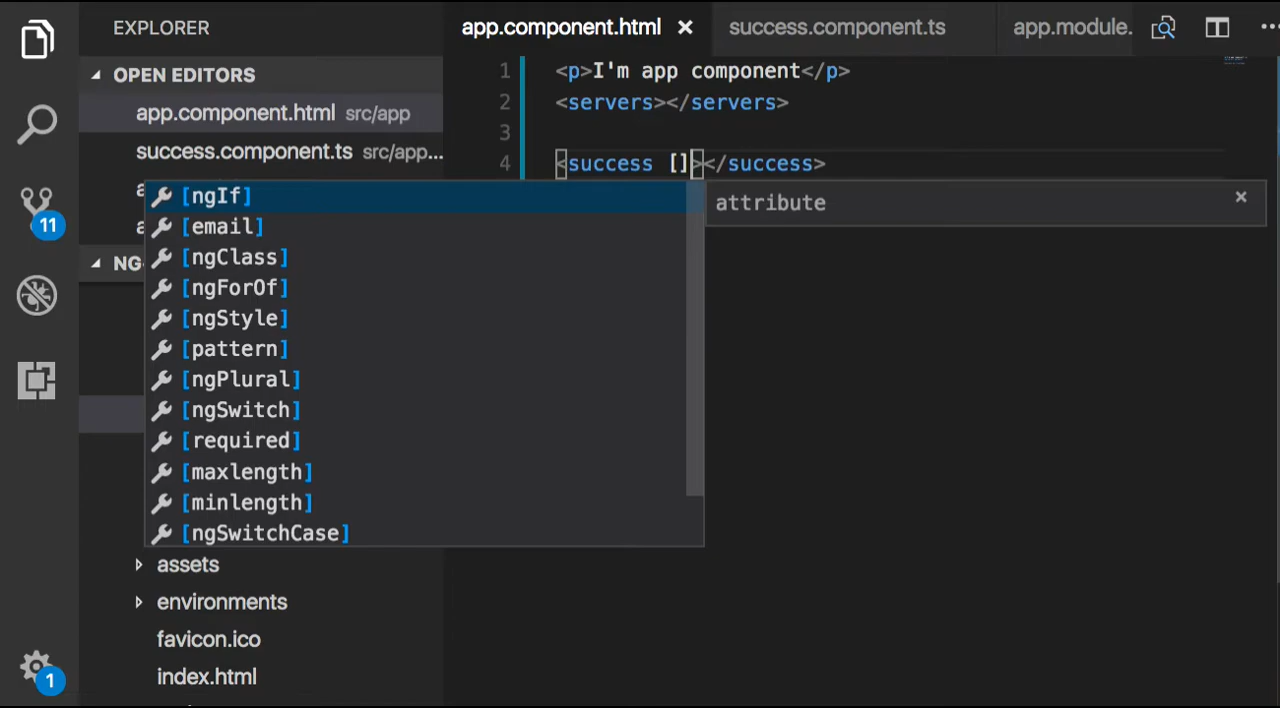 EXPLORER
OPEN EDITORS
app.component.html src/app
success.component.ts src/app...
11
NG-
app.component.html
success.component.ts
app.module.
1 <p>I'm app component</p>
2 <servers></servers>
3
4 <success []></success>
[ngIf]
[email]
[ngClass]
[ngForOf]
[ngStyle]
[pattern]
[ngPlural]
[ngSwitch]
[required]
[maxlength]
[minlength]
[ngSwitchCase]
attribute
assets
environments
favicon.ico
index.html
1